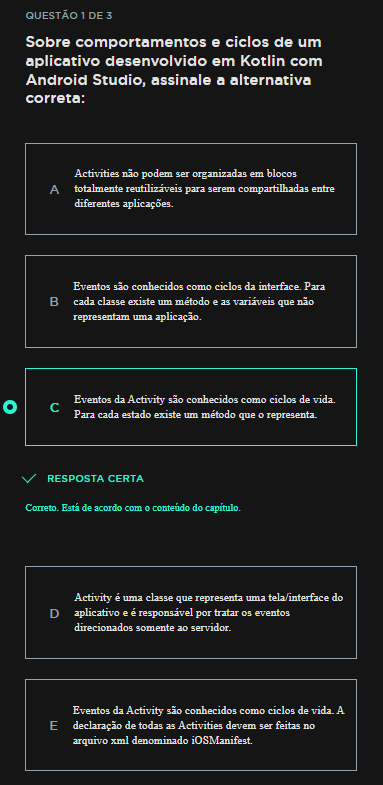 QUESTÃO 1 DE 3
Sobre comportamentos e ciclos de um
aplicativo desenvolvido em Kotlin com
Android Studio, assinale a alternativa
correta:
A
Activities não podem ser organizadas em blocos
totalmente reutilizáveis para serem compartilhadas entre
diferentes aplicações.
B
Eventos são conhecidos como ciclos da interface. Para
cada classe existe um método e as variáveis que não
representam uma aplicação.
C
Eventos da Activity são conhecidos como ciclos de vida.
Para cada estado existe um método que o representa.
RESPOSTA CERTA
Correto. Está de acordo com o conteúdo do capítulo.
D
Activity é uma classe que representa uma tela/interface do
aplicativo e é responsável por tratar os eventos
direcionados somente ao servidor.
E
Eventos da Activity são conhecidos como ciclos de vida. A
declaração de todas as Activities devem ser feitas no
arquivo xml denominado iOSManifest.